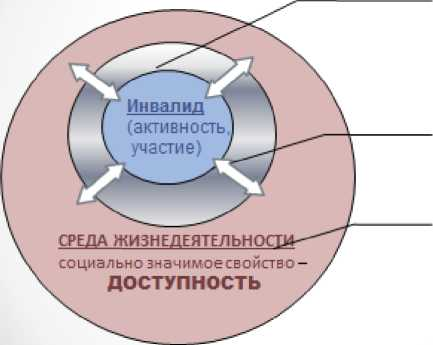 Инвалид
(активность,
участие)
СРЕДА ЖИЗНЕДЕЯТЕЛЬНОСТИ
социально значимое свойство –
ДОСТУПНОСТЬ